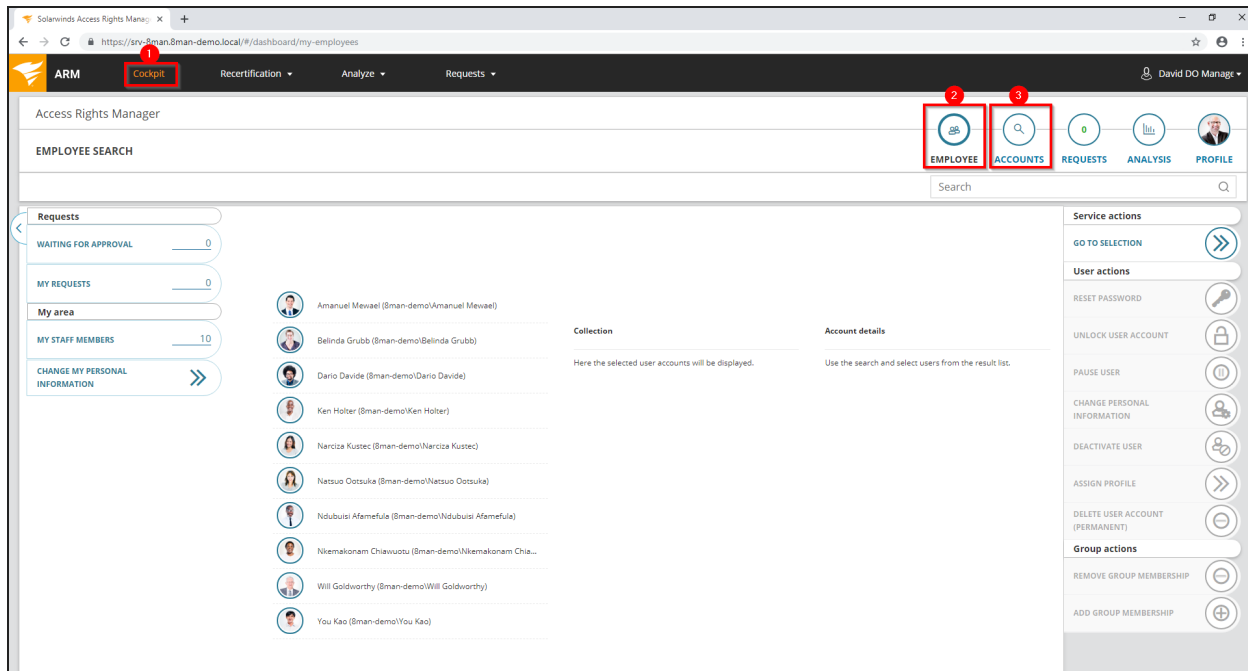 Solarwinds Access Rights Manag
https://srv-8man.8man-demo.local/#/dashboard/my-employees
1
ARM
Cockpit
Recertification
Analyze
Requests
David DO Manage
Access Rights Manager
2
3
0
EMPLOYEE SEARCH
EMPLOYEE
ACCOUNTS
REQUESTS
ANALYSIS
PROFILE
Search
Requests
WAITING FOR APPROVAL 0
MY REQUESTS 0
My area
MY STAFF MEMBERS 10
CHANGE MY PERSONAL
INFORMATION
Amanuel Mewael (8man-demo\Amanuel Mewael)
Belinda Grubb (8man-demo\Belinda Grubb)
Dario Davide (8man-demo\Dario Davide)
Ken Holter (8man-demo\Ken Holter)
Narciza Kustec (8man-demo\Narciza Kustec)
Natsuo Ootsuka (8man-demo\Natsuo Ootsuka)
Ndubuisi Afamefula (8man-demo\Ndubuisi Afamefula)
Nkemakonam Chiawuotu (8man-demo\Nkemakonam Chia...
Will Goldworthy (8man-demo\Will Goldworthy)
You Kao (8man-demo\You Kao)
Collection
Here the selected user accounts will be displayed.
Account details
Use the search and select users from the result list.
Service actions
GO TO SELECTION
User actions
RESET PASSWORD
UNLOCK USER ACCOUNT
PAUSE USER
CHANGE PERSONAL
INFORMATION
DEACTIVATE USER
ASSIGN PROFILE
DELETE USER ACCOUNT
(PERMANENT)
Group actions
REMOVE GROUP MEMBERSHIP
ADD GROUP MEMBERSHIP